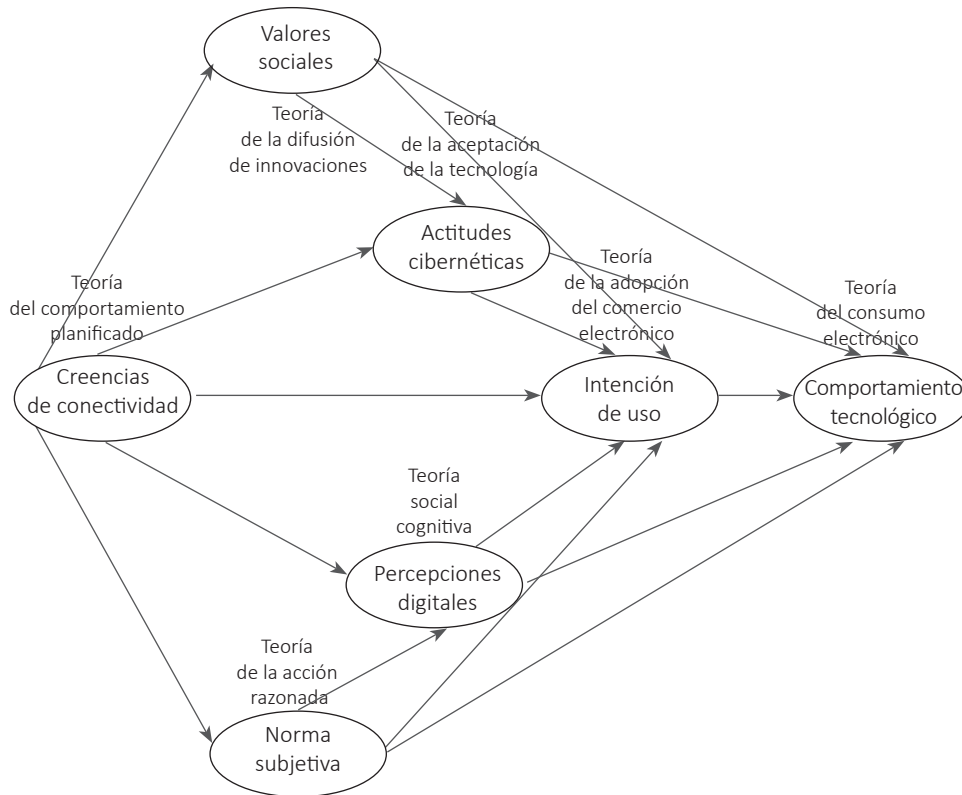 Valores
sociales
Teoría
de la difusión
de innovaciones
Teoría
de la aceptación
de la tecnología
Actitudes
cibernéticas
Teoría
del comportamiento
planificado
Teoría
de la adopción
del comercio
electrónico
Teoría
del consumo
electrónico
Creencias
de conectividad
Intención
de uso
Comportamiento
tecnológico
Teoría
social
cognitiva
Percepciones
digitales
Teoría
de la acción
razonada
Norma
subjetiva